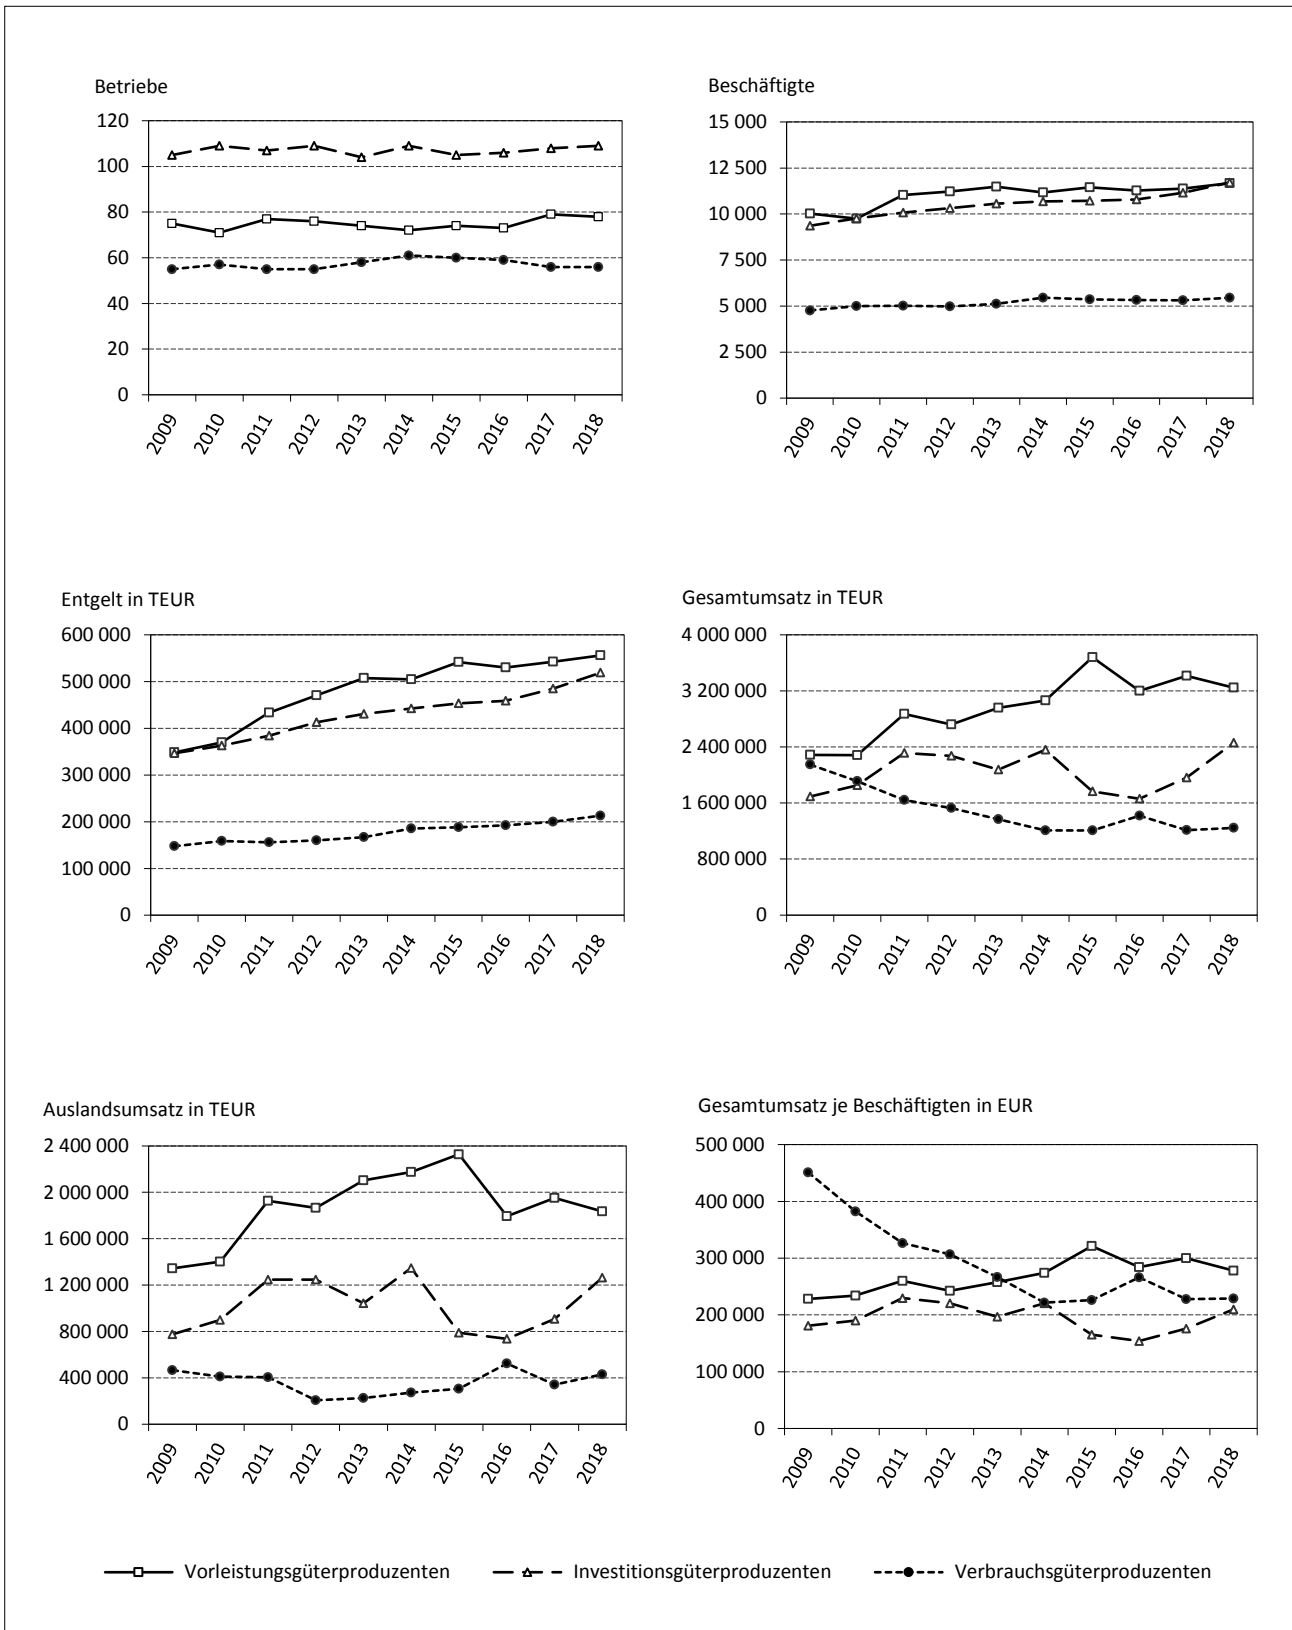 Betriebe
120
100
80
60
40
20
0
2009 2010 2011 2012 2013 2014 2015 2016 2017 2018
Beschäftigte
15 000
12 500
10 000
7 500
5 000
2 500
0
2009 2010 2011 2012 2013 2014 2015 2016 2017 2018
Entgelt in TEUR
600 000
500 000
400 000
300 000
200 000
100 000
0
2009 2010 2011 2012 2013 2014 2015 2016 2017 2018
Gesamtumsatz in TEUR
4 000 000
3 200 000
2 400 000
1 600 000
800 000
0
2009 2010 2011 2012 2013 2014 2015 2016 2017 2018
Auslandsumsatz in TEUR
2 400 000
2 000 000
1 600 000
1 200 000
800 000
400 000
0
2009 2010 2011 2012 2013 2014 2015 2016 2017 2018
Gesamtumsatz je Beschäftigten in EUR
500 000
400 000
300 000
200 000
100 000
0
2009 2010 2011 2012 2013 2014 2015 2016 2017 2018
Vorleistungsgüterproduzenten Investitionsgüterproduzenten Verbrauchsgüterproduzenten